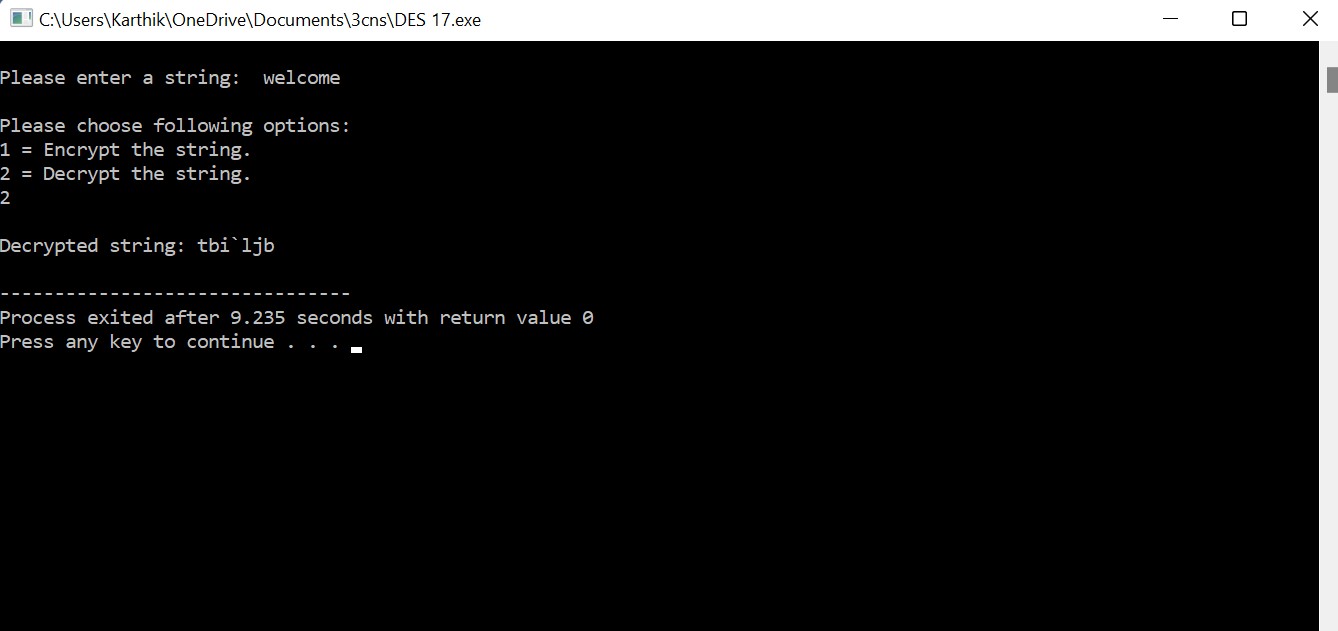 C:\Users\Karthik\OneDrive\Documents\3cns\DES 17.exe
Please enter a string:  welcome
Please choose following options:
1 = Encrypt the string.
2 = Decrypt the string.
2
Decrypted string: tbi`ljb
--------------------------------
Process exited after 9.235 seconds with return value 0
Press any key to continue . . .